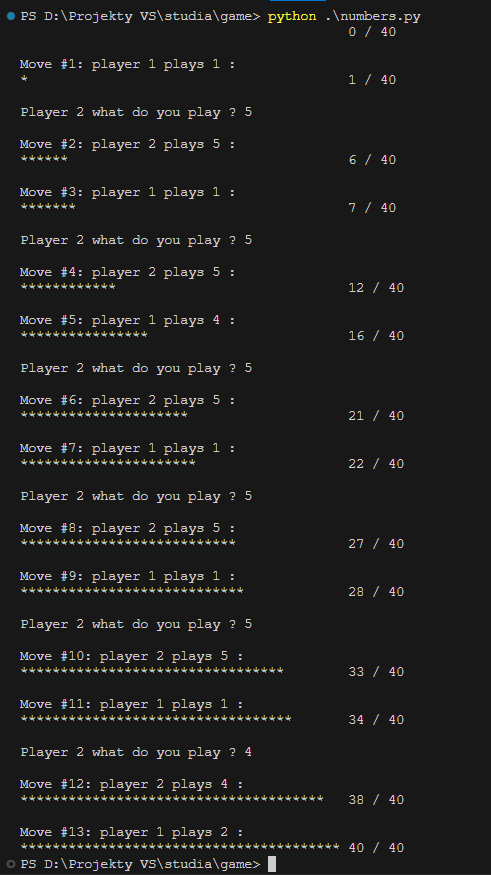 PS D:\Projekty VS\studia\game> python .\numbers.py
0 / 40
Move #1: player 1 plays 1 :
* 1 / 40
Player 2 what do you play ? 5
Move #2: player 2 plays 5 :
****** 6 / 40
Move #3: player 1 plays 1 :
******* 7 / 40
Player 2 what do you play ? 5
Move #4: player 2 plays 5 :
************ 12 / 40
Move #5: player 1 plays 4 :
**************** 16 / 40
Player 2 what do you play ? 5
Move #6: player 2 plays 5 :
********************* 21 / 40
Move #7: player 1 plays 1 :
********************** 22 / 40
Player 2 what do you play ? 5
Move #8: player 2 plays 5 :
*************************** 27 / 40
Move #9: player 1 plays 1 :
**************************** 28 / 40
Player 2 what do you play ? 5
Move #10: player 2 plays 5 :
********************************* 33 / 40
Move #11: player 1 plays 1 :
********************************** 34 / 40
Player 2 what do you play ? 4
Move #12: player 2 plays 4 :
************************************** 38 / 40
Move #13: player 1 plays 2 :
**************************************** 40 / 40
PS D:\Projekty VS\studia\game>